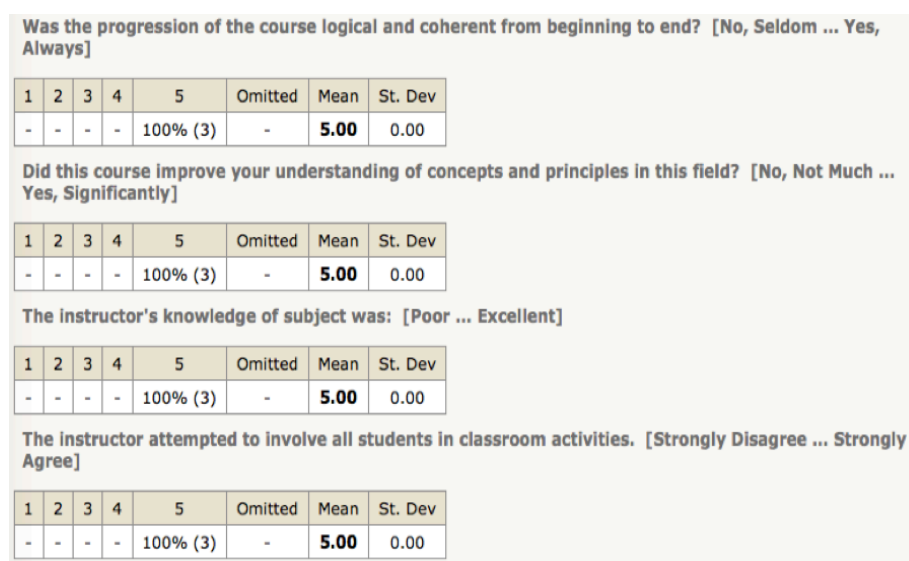 Was the progression of the course logical and coherent from beginning to end? [No, Seldom ... Yes,
Always]
1 2 3 4 5 Omitted Mean St. Dev
- - - - 100% (3) - 5.00 0.00
Did this course improve your understanding of concepts and principles in this field? [No, Not Much ...
Yes, Significantly]
1 2 3 4 5 Omitted Mean St. Dev
- - - - 100% (3) - 5.00 0.00
The instructor's knowledge of subject was: [Poor ... Excellent]
1 2 3 4 5 Omitted Mean St. Dev
- - - - 100% (3) - 5.00 0.00
The instructor attempted to involve all students in classroom activities. [Strongly Disagree ... Strongly
Agree]
1 2 3 4 5 Omitted Mean St. Dev
- - - - 100% (3) - 5.00 0.00